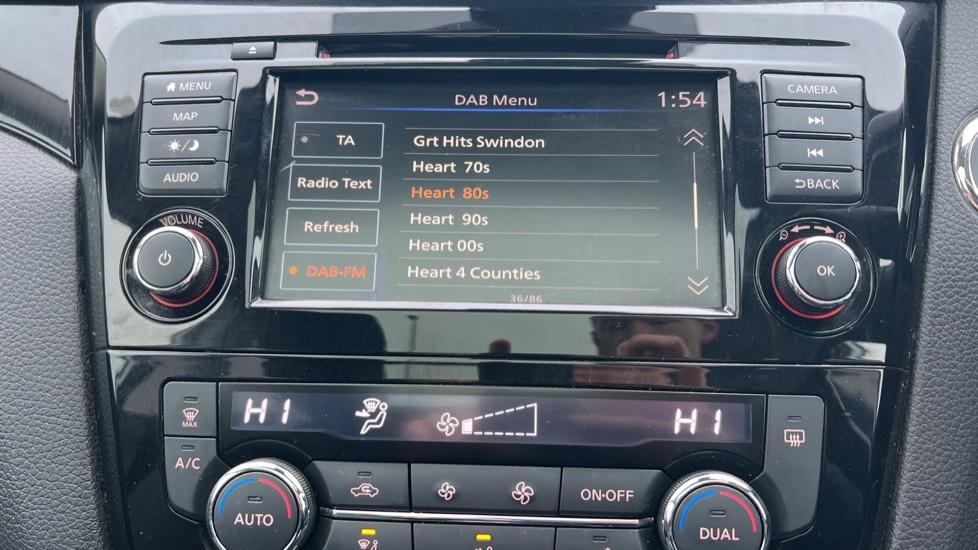 MENU
MAP
AUDIO
VOLUME
DAB Menu 1:54
TA
Radio Text
Refresh
DAB-FM
Grt Hits Swindon
Heart 70s
Heart 80s
Heart 90s
Heart 00s
Heart 4 Counties
36/86
CAMERA
BACK
OK
HI HI
MAX
A/C
ON·OFF
AUTO
DUAL